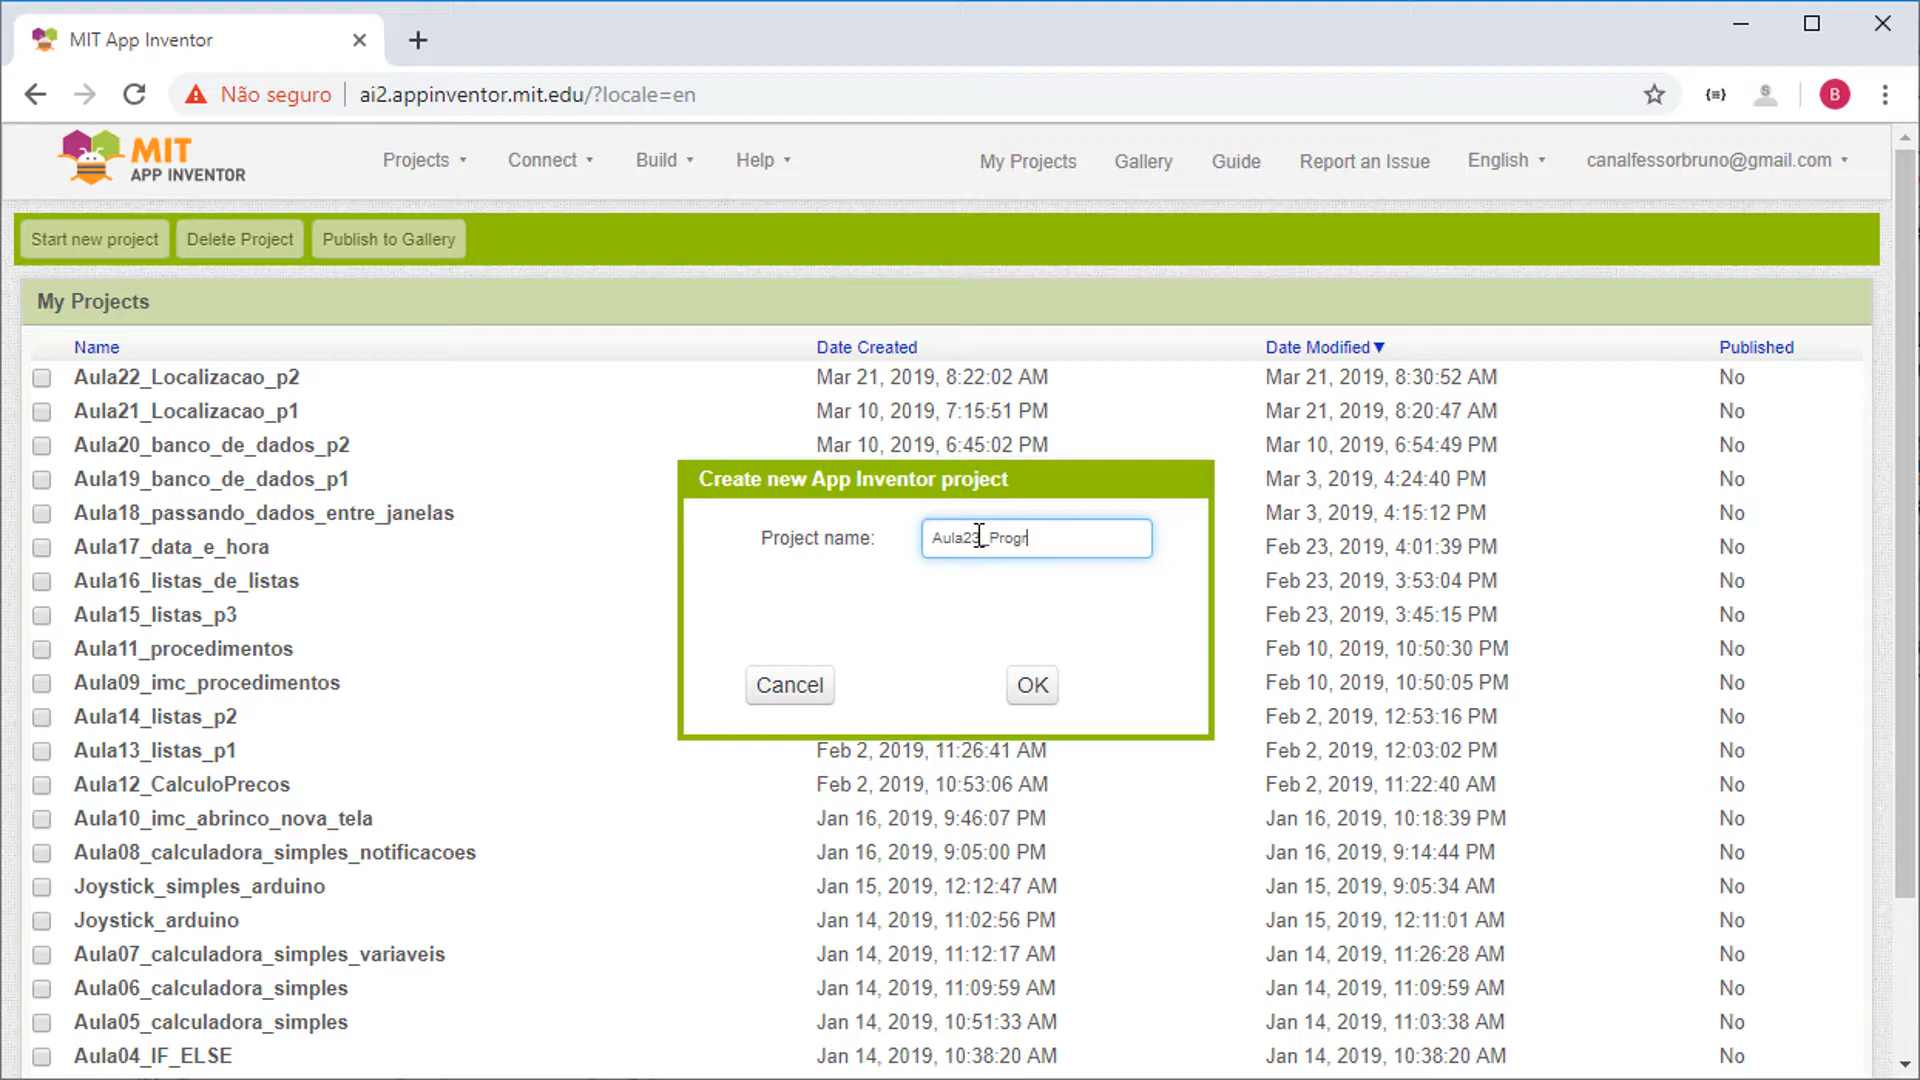 MIT App Inventor
Não seguro ai2.appinventor.mit.edu/?locale=en
S
B
MIT
APP INVENTOR
Projects Connect Build Help My Projects Gallery Guide Report an Issue English canalfessorbruno@gmail.com
Start new project Delete Project Publish to Gallery
My Projects
Name Date Created Date Modified Published
Aula22_Localizacao_p2 Mar 21, 2019, 8:22:02 AM Mar 21, 2019, 8:30:52 AM No
Aula21_Localizacao_p1 Mar 10, 2019, 7:15:51 PM Mar 21, 2019, 8:20:47 AM No
Aula20_banco_de_dados_p2 Mar 10, 2019, 6:45:02 PM Mar 10, 2019, 6:54:49 PM No
Aula19_banco_de_dados_p1 Mar 3, 2019, 4:24:40 PM No
Aula18_passando_dados_entre_janelas Mar 3, 2019, 4:15:12 PM No
Aula17_data_e_hora Feb 23, 2019, 4:01:39 PM No
Aula16_listas_de_listas Feb 23, 2019, 3:53:04 PM No
Aula15_listas_p3 Feb 23, 2019, 3:45:15 PM No
Aula11_procedimentos Feb 10, 2019, 10:50:30 PM No
Aula09_imc_procedimentos Feb 10, 2019, 10:50:05 PM No
Aula14_listas_p2 Feb 2, 2019, 12:53:16 PM No
Aula13_listas_p1 Feb 2, 2019, 11:26:41 AM Feb 2, 2019, 12:03:02 PM No
Aula12_CalculoPrecos Feb 2, 2019, 10:53:06 AM Feb 2, 2019, 11:22:40 AM No
Aula10_imc_abrinco_nova_tela Jan 16, 2019, 9:46:07 PM Jan 16, 2019, 10:18:39 PM No
Aula08_calculadora_simples_notificacoes Jan 16, 2019, 9:05:00 PM Jan 16, 2019, 9:14:44 PM No
Joystick_simples_arduino Jan 15, 2019, 12:12:47 AM Jan 15, 2019, 9:05:34 AM No
Joystick_arduino Jan 14, 2019, 11:02:56 PM Jan 15, 2019, 12:11:01 AM No
Aula07_calculadora_simples_variaveis Jan 14, 2019, 11:12:17 AM Jan 14, 2019, 11:26:28 AM No
Aula06_calculadora_simples Jan 14, 2019, 11:09:59 AM Jan 14, 2019, 11:09:59 AM No
Aula05_calculadora_simples Jan 14, 2019, 10:51:33 AM Jan 14, 2019, 11:03:38 AM No
Aula04_IF_ELSE Jan 14, 2019, 10:38:20 AM Jan 14, 2019, 10:38:20 AM No
Create new App Inventor project
Project name: Aula23_Progr
Cancel OK